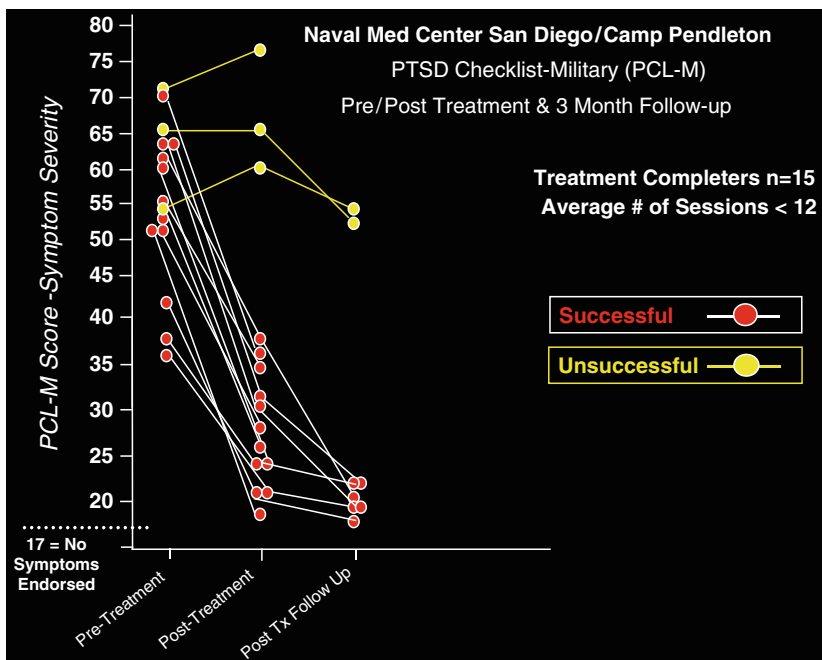 Naval Med Center San Diego/Camp Pendleton
PTSD Checklist-Military (PCL-M)
Pre/Post Treatment & 3 Month Follow-up
Treatment Completers n=15
Average # of Sessions < 12
Successful
Unsuccessful
PCL-M Score -Symptom Severity
80
75
70
65
60
55
50
45
40
35
30
25
20
17 = No
Symptoms
Endorsed
Pre-Treatment
Post-Treatment
Post Tx Follow Up